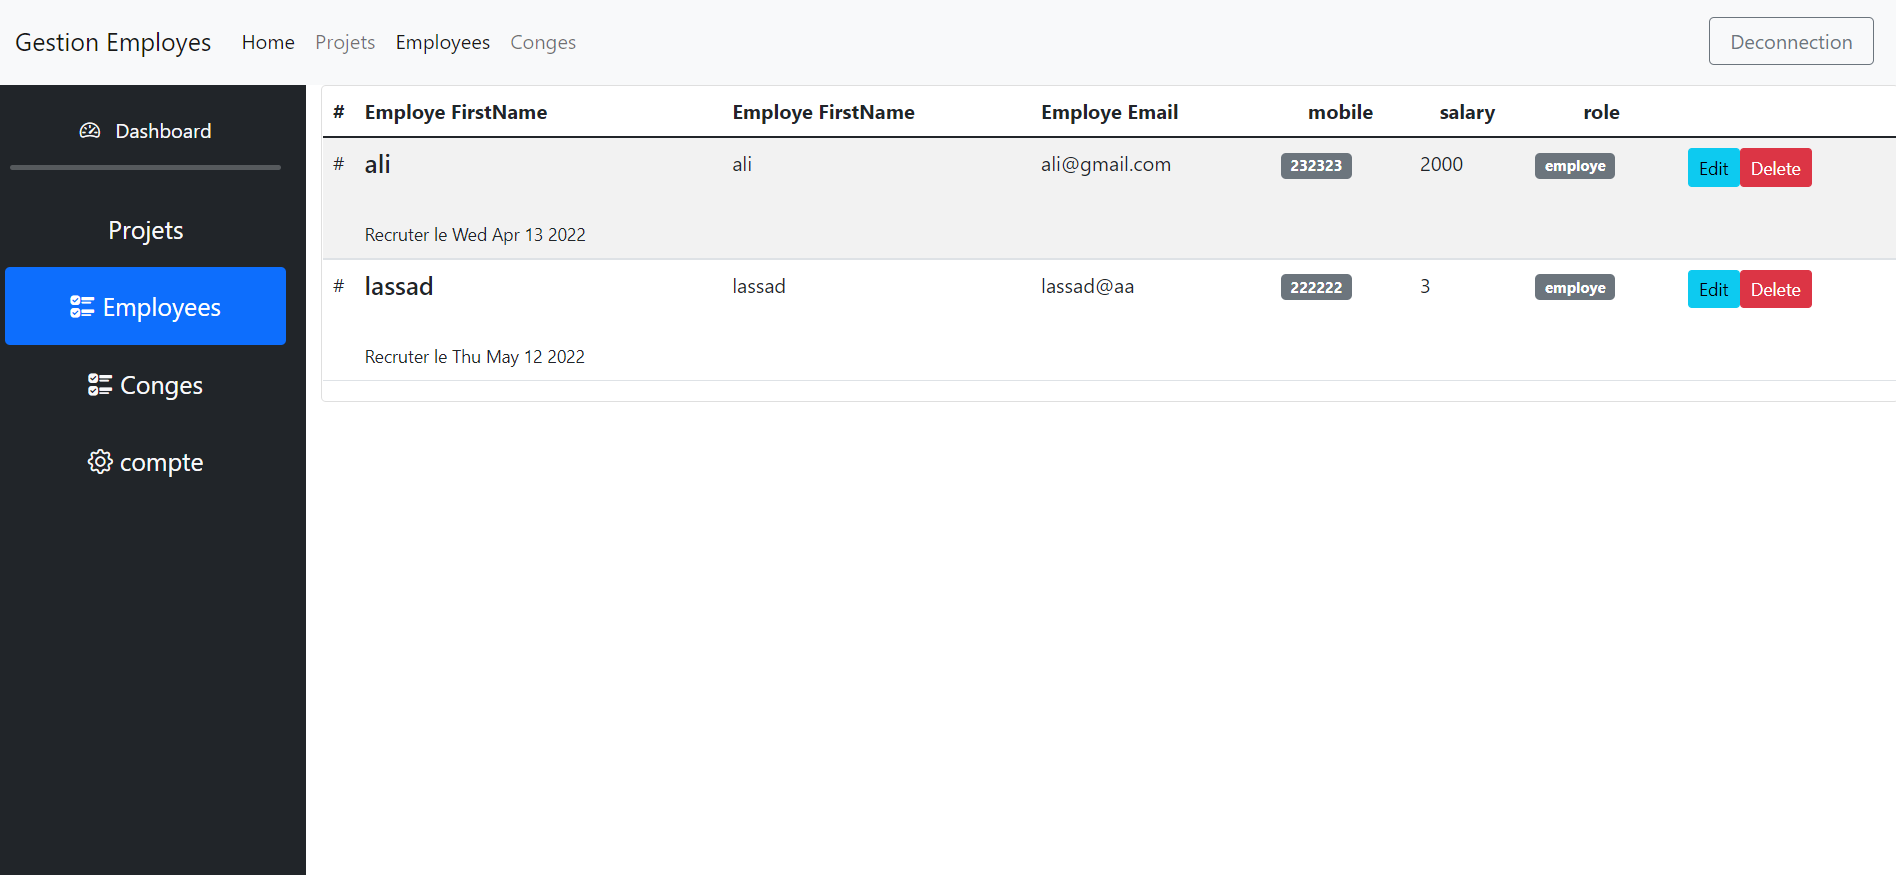 Gestion Employes Home Projets Employees Conges Deconnection
Dashboard
Projets
Employees
Conges
compte
# Employe FirstName Employe FirstName Employe Email mobile salary role
# ali ali ali@gmail.com 232323 2000 employe Edit Delete
Recruter le Wed Apr 13 2022
# lassad lassad lassad@aa 222222 3 employe Edit Delete
Recruter le Thu May 12 2022